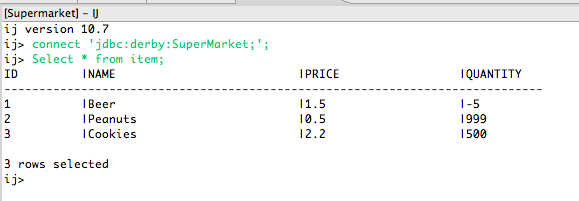 [Supermarket] - IJ
ij version 10.7
ij> connect 'jdbc:derby:SuperMarket;';
ij> Select * from item;
ID |NAME |PRICE |QUANTITY
--------------------------------------------------------------------------------
1 |Beer |1.5 |-5
2 |Peanuts |0.5 |999
3 |Cookies |2.2 |500
3 rows selected
ij>